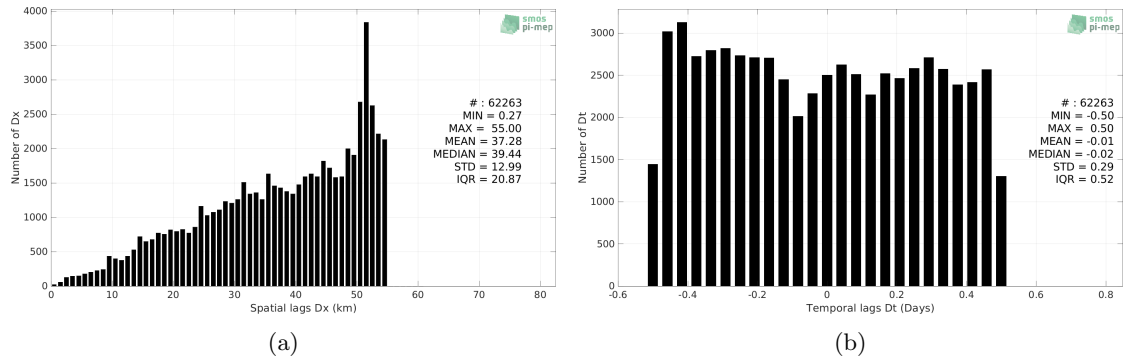 4000
3500
3000
2500
2000
1500
1000
500
0
Number of Dx
0 10 20 30 40 50 60 70 80
Spatial lags Dx (km)
smos
pi-mep
# : 62263
MIN = 0.27
MAX = 55.00
MEAN = 37.28
MEDIAN = 39.44
STD = 12.99
IQR = 20.87
(a)
3000
2500
2000
1500
1000
500
0
Number of Dt
-0.6 -0.4 -0.2 0 0.2 0.4 0.6 0.8
Temporal lags Dt (Days)
smos
pi-mep
# : 62263
MIN = -0.50
MAX = 0.50
MEAN = -0.01
MEDIAN = -0.02
STD = 0.29
IQR = 0.52
(b)